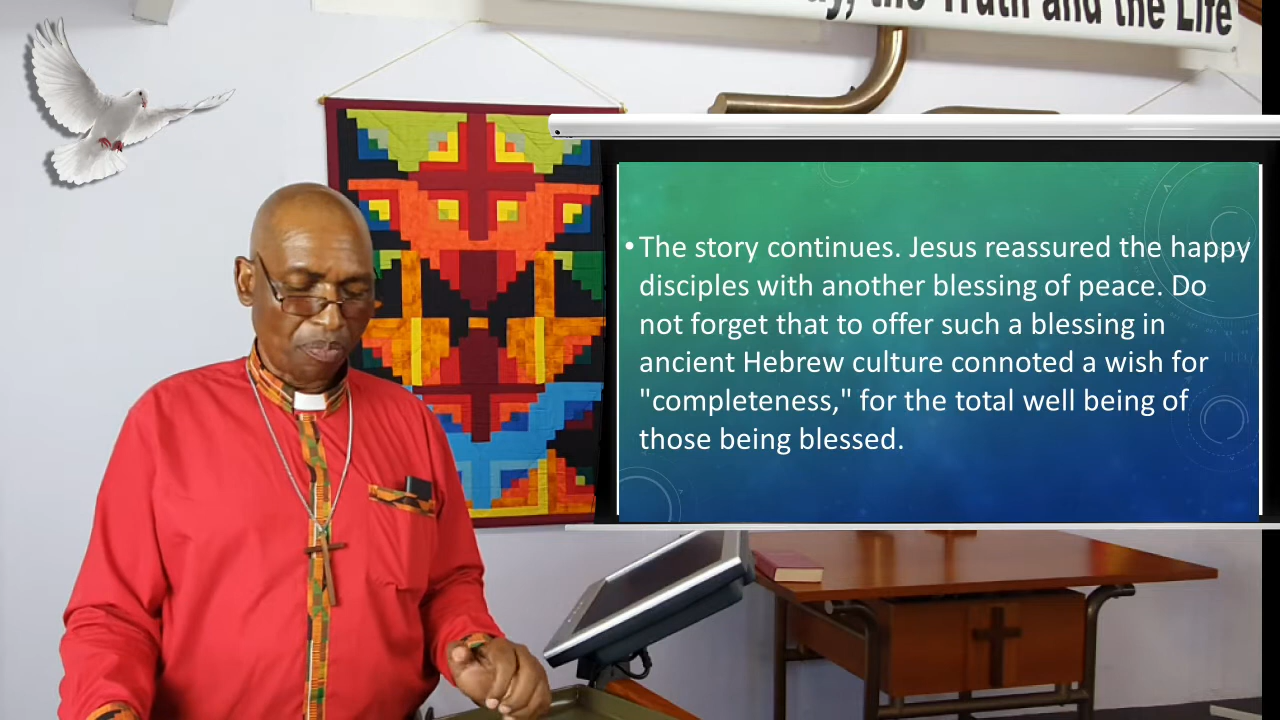 the Truth and the Life
• The story continues. Jesus reassured the happy
disciples with another blessing of peace. Do
not forget that to offer such a blessing in
ancient Hebrew culture connoted a wish for
"completeness," for the total well being of
those being blessed.